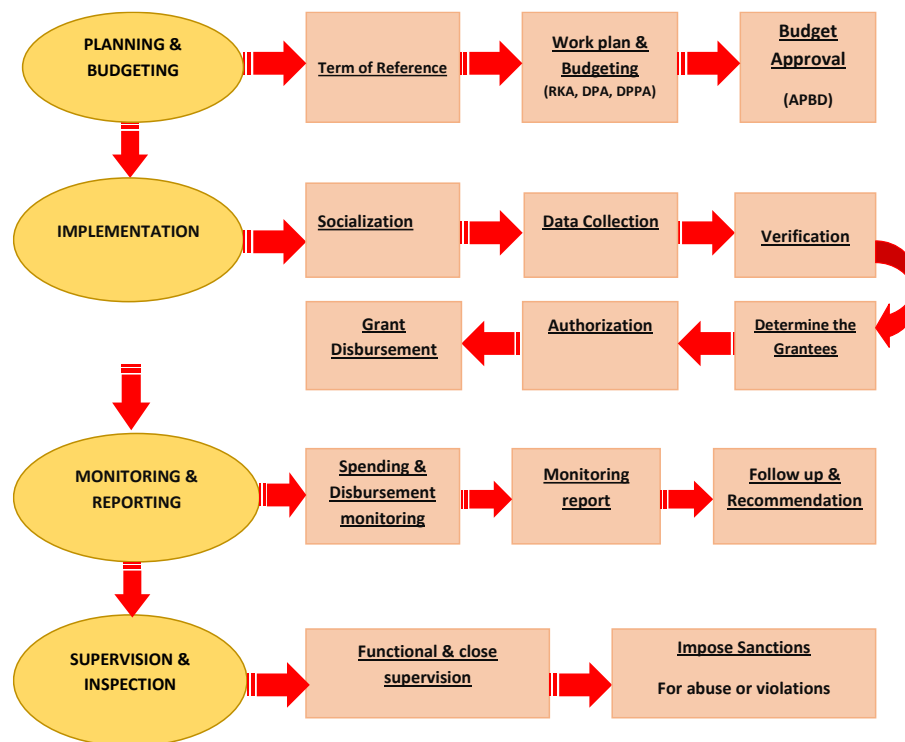 PLANNING &
BUDGETING
Term of Reference
Work plan &
Budgeting
(RKA, DPA, DPPA)
Budget
Approval
(APBD)
IMPLEMENTATION
Socialization
Data Collection
Verification
Grant
Disbursement
Authorization
Determine the
Grantees
MONITORING &
REPORTING
Spending &
Disbursement
monitoring
Monitoring
report
Follow up &
Recommendation
SUPERVISION &
INSPECTION
Functional & close
supervision
Impose Sanctions
For abuse or violations